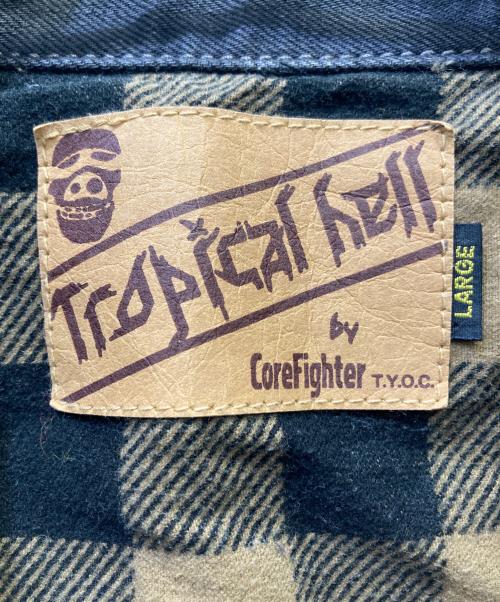 Tropical hell
by
CoreFighter T.Y.O.C.
LARGE